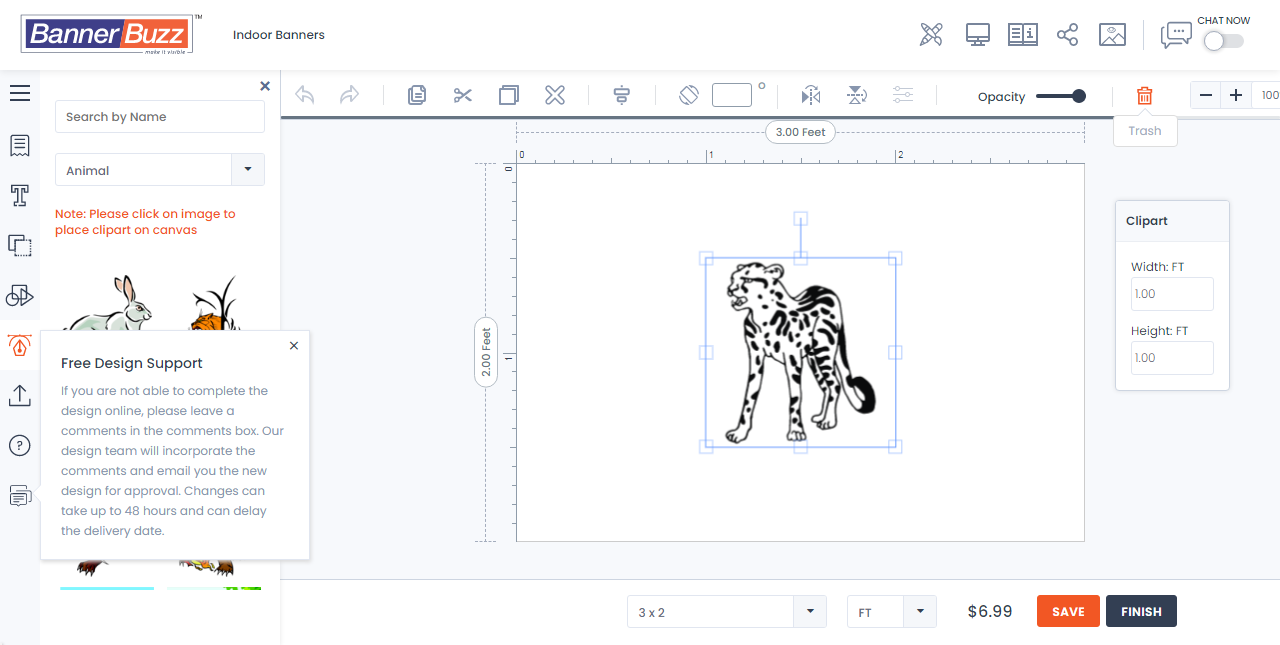 BannerBuzz
TM
make it visible
Indoor Banners
CHAT NOW
Search by Name
Animal
Note: Please click on image to
place clipart on canvas
Free Design Support
If you are not able to complete the
design online, please leave a
comments in the comments box. Our
design team will incorporate the
comments and email you the new
design for approval. Changes can
take up to 48 hours and can delay
the delivery date.
Opacity
100
Trash
3.00 Feet
0
1
2
0
1
2.00 Feet
Clipart
Width: FT
1.00
Height: FT
1.00
3 x 2
FT
$6.99
SAVE
FINISH